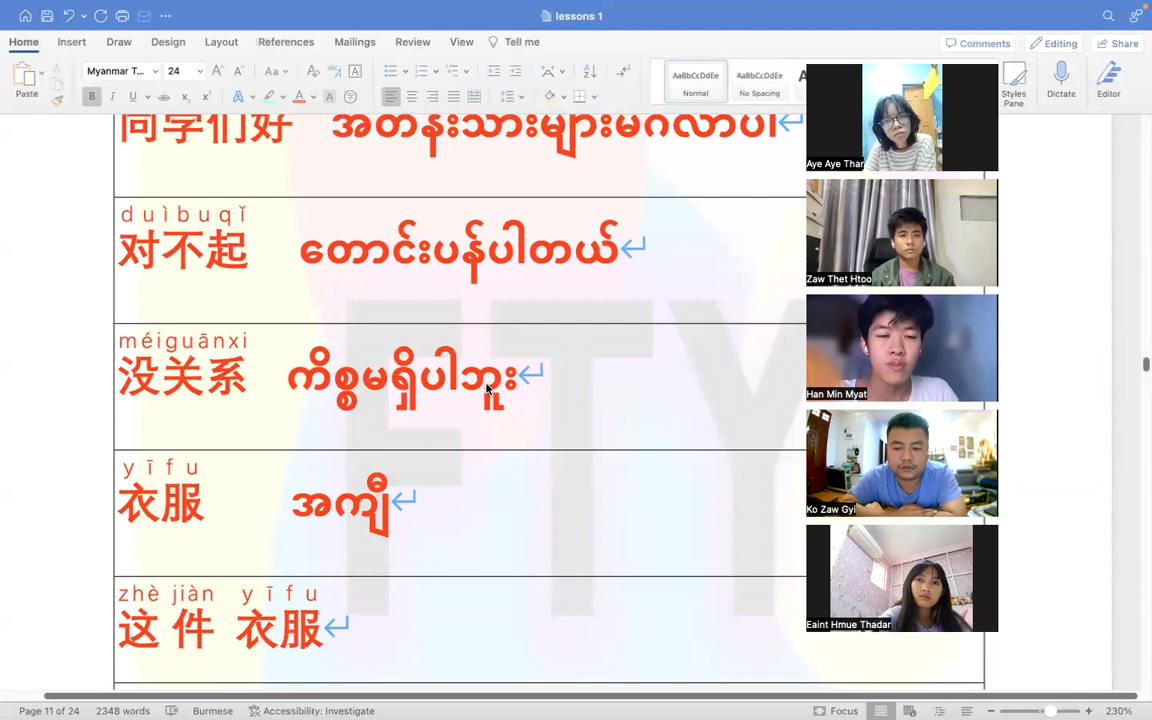 lessons 1
Home Insert Draw Design Layout References Mailings Review View Tell me
Comments Editing Share
Paste
Myanmar T... 24
AaBbCcDdEe
Normal
AaBbCcDdEe
No Spacing
Styles Pane
Dictate
Editor
同学们好 အတန်းသားများမင်္ဂလာပါ
duìbuqǐ
对不起 တောင်းပန်ပါတယ်
méiguānxi
没关系 ကိစ္စမရှိပါဘူး
yīfu
衣服 အကျီ
zhè jiàn yīfu
这件 衣服
FTY
Aye Aye Thar
Zaw Thet Htoo
Han Min Myat
Ko Zaw Gyi
Eaint Hmue Thadar
Page 11 of 24 2348 words Burmese Accessibility: Investigate Focus 230%